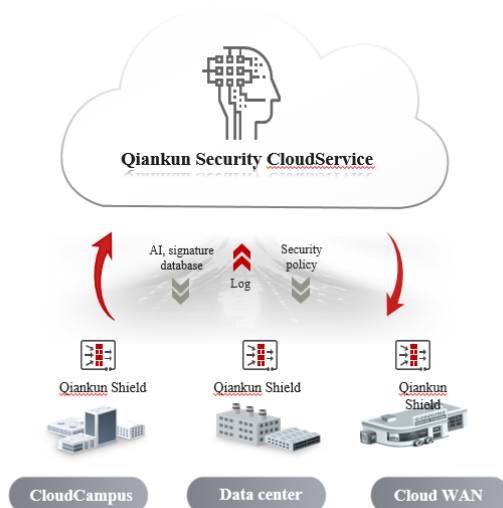 Qiankun Security CloudService
AI, signature
database
Security
policy
Log
Qiankun Shield
Qiankun Shield
Qiankun
Shield
CloudCampus
Data center
Cloud WAN